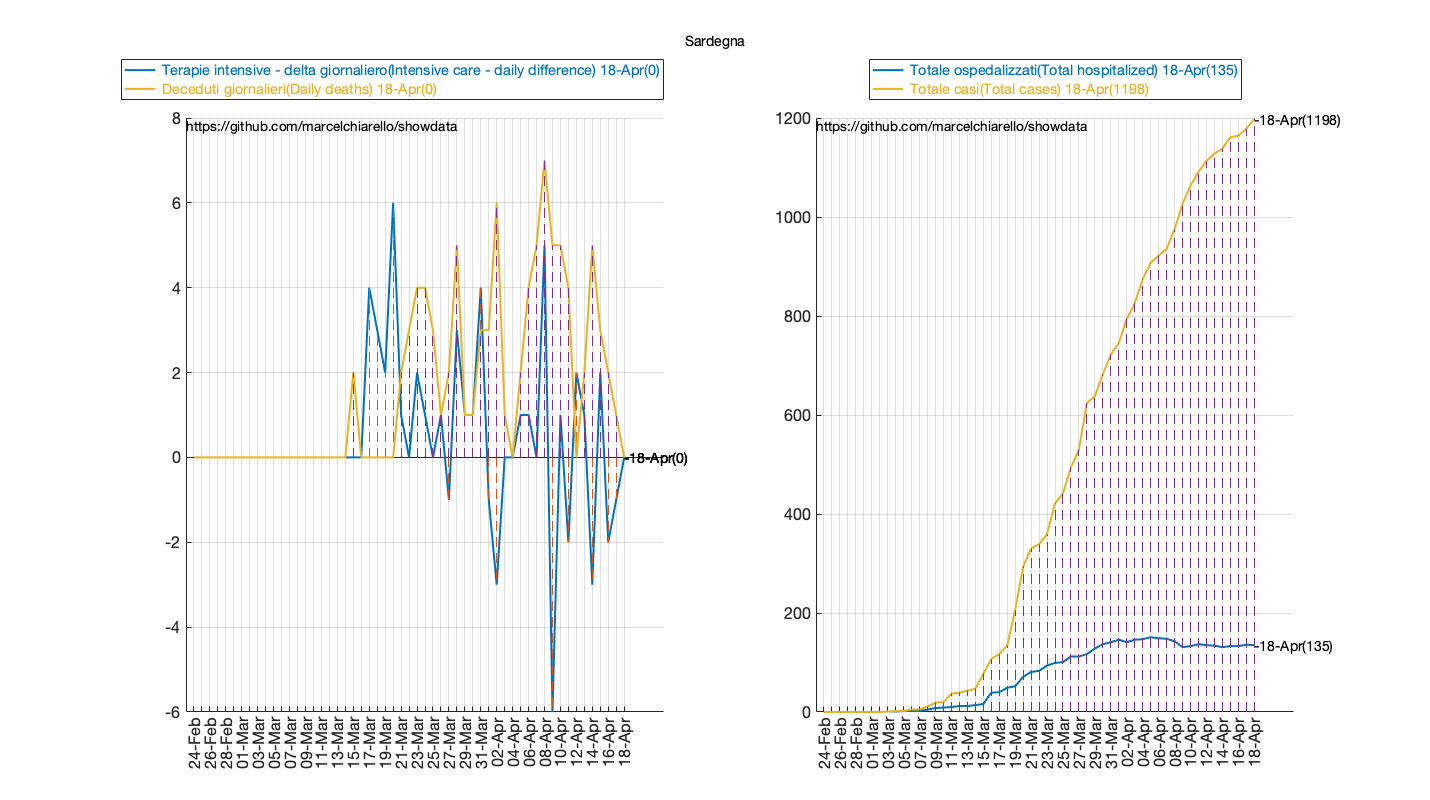 Sardegna
Terapie intensive - delta giornaliero(Intensive care - daily difference) 18-Apr(0)
Deceduti giornalieri(Daily deaths) 18-Apr(0)
8
https://github.com/marcelchiarello/showdata
6
4
2
0
-18-Apr(0)
-2
-4
-6
24-Feb
26-Feb
28-Feb
01-Mar
03-Mar
05-Mar
07-Mar
09-Mar
11-Mar
13-Mar
15-Mar
17-Mar
19-Mar
21-Mar
23-Mar
25-Mar
27-Mar
29-Mar
31-Mar
02-Apr
04-Apr
06-Apr
08-Apr
10-Apr
12-Apr
14-Apr
16-Apr
18-Apr
Totale ospedalizzati(Total hospitalized) 18-Apr(135)
Totale casi(Total cases) 18-Apr(1198)
1200
https://github.com/marcelchiarello/showdata
-18-Apr(1198)
1000
800
600
400
200
-18-Apr(135)
0
24-Feb
26-Feb
28-Feb
01-Mar
03-Mar
05-Mar
07-Mar
09-Mar
11-Mar
13-Mar
15-Mar
17-Mar
19-Mar
21-Mar
23-Mar
25-Mar
27-Mar
29-Mar
31-Mar
02-Apr
04-Apr
06-Apr
08-Apr
10-Apr
12-Apr
14-Apr
16-Apr
18-Apr